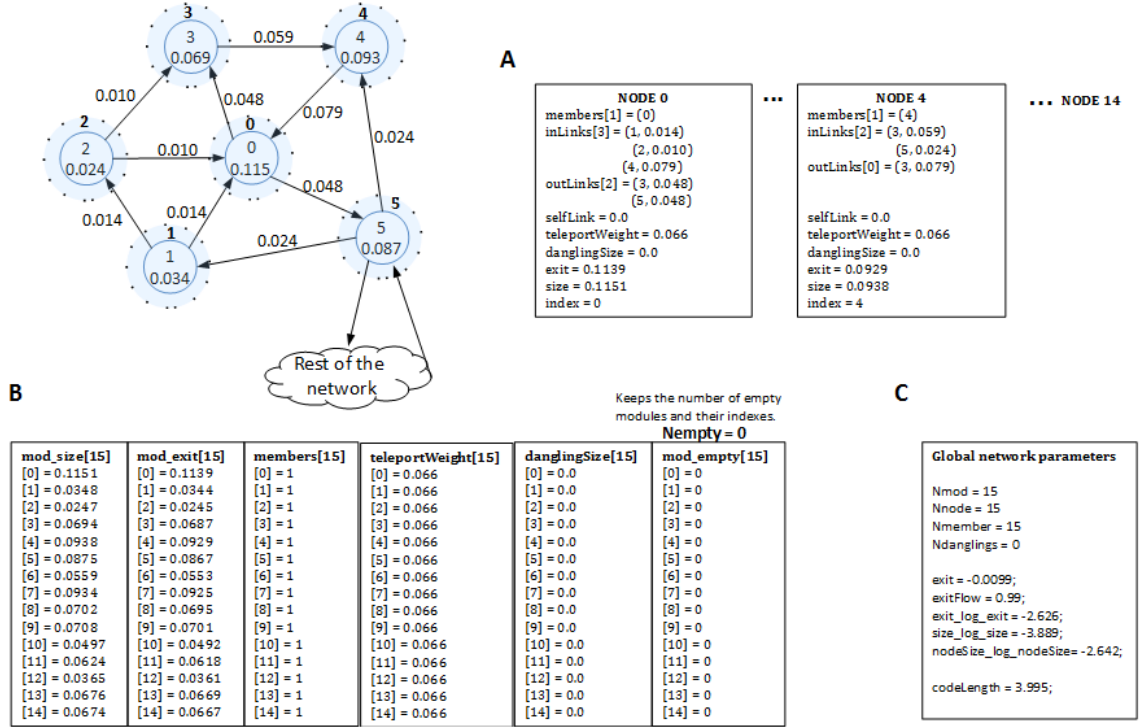 3
4
3
0.069
0.059
4
0.093
0.010
0.048
0.079
2
0
0.024
2
0.024
0.010
0
0.115
0.048
0.014
0.014
1
5
1
0.034
0.024
5
0.087
Rest of the
network
A
NODE 0
members[1] = (0)
inLinks[3] = (1, 0.014)
(2, 0.010)
(4, 0.079)
outLinks[2] = (3, 0.048)
(5, 0.048)
selfLink = 0.0
teleportWeight = 0.066
danglingSize = 0.0
exit = 0.1139
size = 0.1151
index = 0
...
NODE 4
members[1] = (4)
inLinks[2] = (3, 0.059)
(5, 0.024)
outLinks[0] = (3, 0.079)
selfLink = 0.0
teleportWeight = 0.066
danglingSize = 0.0
exit = 0.0929
size = 0.0938
index = 4
... NODE 14
B
Keeps the number of empty
modules and their indexes.
Nempty = 0
mod_size[15]
[0] = 0.1151
[1] = 0.0348
[2] = 0.0247
[3] = 0.0694
[4] = 0.0938
[5] = 0.0875
[6] = 0.0559
[7] = 0.0934
[8] = 0.0702
[9] = 0.0708
[10] = 0.0497
[11] = 0.0624
[12] = 0.0365
[13] = 0.0676
[14] = 0.0674
mod_exit[15]
[0] = 0.1139
[1] = 0.0344
[2] = 0.0245
[3] = 0.0687
[4] = 0.0929
[5] = 0.0867
[6] = 0.0553
[7] = 0.0925
[8] = 0.0695
[9] = 0.0701
[10] = 0.0492
[11] = 0.0618
[12] = 0.0361
[13] = 0.0669
[14] = 0.0667
members[15]
[0] = 1
[1] = 1
[2] = 1
[3] = 1
[4] = 1
[5] = 1
[6] = 1
[7] = 1
[8] = 1
[9] = 1
[10] = 1
[11] = 1
[12] = 1
[13] = 1
[14] = 1
teleportWeight[15]
[0] = 0.066
[1] = 0.066
[2] = 0.066
[3] = 0.066
[4] = 0.066
[5] = 0.066
[6] = 0.066
[7] = 0.066
[8] = 0.066
[9] = 0.066
[10] = 0.066
[11] = 0.066
[12] = 0.066
[13] = 0.066
[14] = 0.066
danglingSize[15]
[0] = 0.0
[1] = 0.0
[2] = 0.0
[3] = 0.0
[4] = 0.0
[5] = 0.0
[6] = 0.0
[7] = 0.0
[8] = 0.0
[9] = 0.0
[10] = 0.0
[11] = 0.0
[12] = 0.0
[13] = 0.0
[14] = 0.0
mod_empty[15]
[0] = 0
[1] = 0
[2] = 0
[3] = 0
[4] = 0
[5] = 0
[6] = 0
[7] = 0
[8] = 0
[9] = 0
[10] = 0
[11] = 0
[12] = 0
[13] = 0
[14] = 0
C
Global network parameters
Nmod = 15
Nnode = 15
Nmember = 15
Ndanglings = 0
exit = -0.0099;
exitFlow = 0.99;
exit_log_exit = -2.626;
size_log_size = -3.889;
nodeSize_log_nodeSize= -2.642;
codeLength = 3.995;